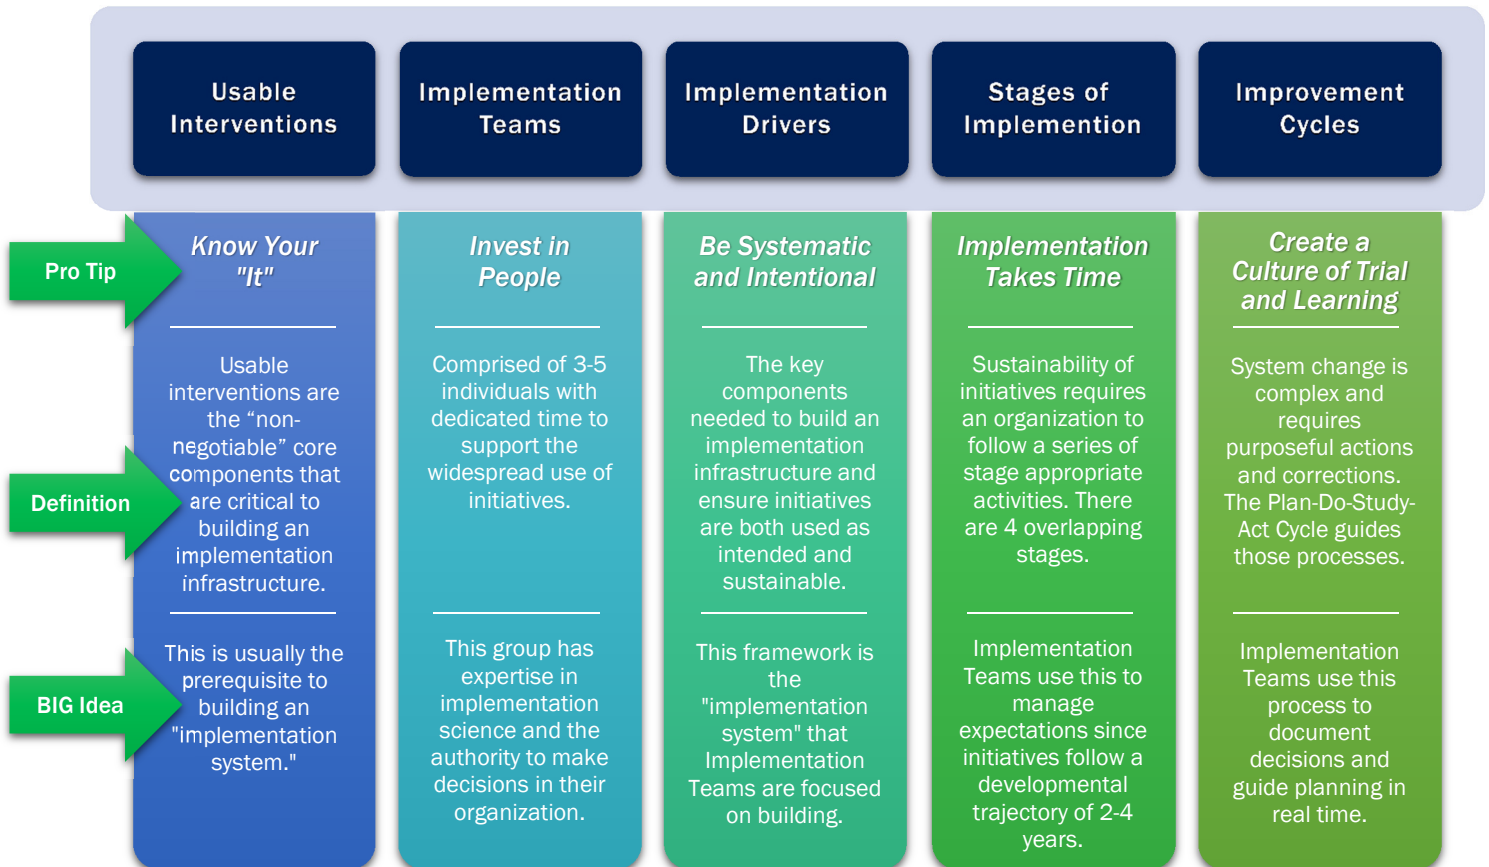 Usable
Interventions
Implementation
Teams
Implementation
Drivers
Stages of
Implemention
Improvement
Cycles
Pro Tip
Know Your
"It"
Invest in
People
Be Systematic
and Intentional
Implementation
Takes Time
Create a
Culture of Trial
and Learning
Definition
Usable
interventions are
the “non-
negotiable” core
components that
are critical to
building an
implementation
infrastructure.
Comprised of 3-5
individuals with
dedicated time to
support the
widespread use of
initiatives.
The key
components
needed to build an
implementation
infrastructure and
ensure initiatives
are both used as
intended and
sustainable.
Sustainability of
initiatives requires
an organization to
follow a series of
stage appropriate
activities. There
are 4 overlapping
stages.
System change is
complex and
requires
purposeful actions
and corrections.
The Plan-Do-Study-
Act Cycle guides
those processes.
BIG Idea
This is usually the
prerequisite to
building an
"implementation
system."
This group has
expertise in
implementation
science and the
authority to make
decisions in their
organization.
This framework is
the
"implementation
system" that
Implementation
Teams are focused
on building.
Implementation
Teams use this to
manage
expectations since
initiatives follow a
developmental
trajectory of 2-4
years.
Implementation
Teams use this
process to
document
decisions and
guide planning in
real time.